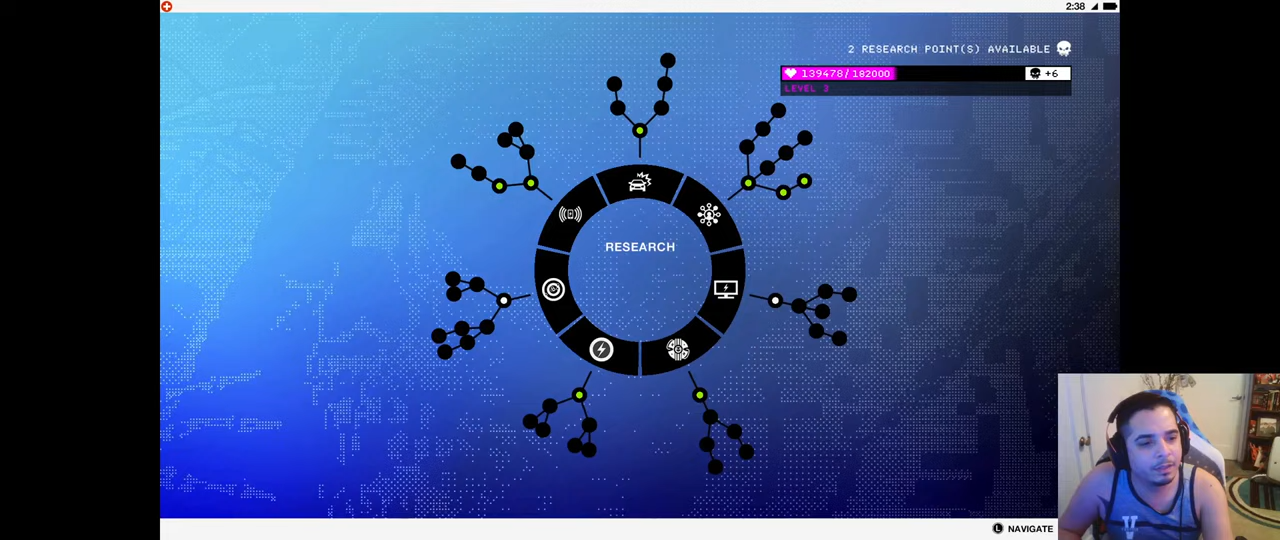 2:38
2 RESEARCH POINT(S) AVAILABLE
139478/182000
+6
LEVEL 3
RESEARCH
L NAVIGATE